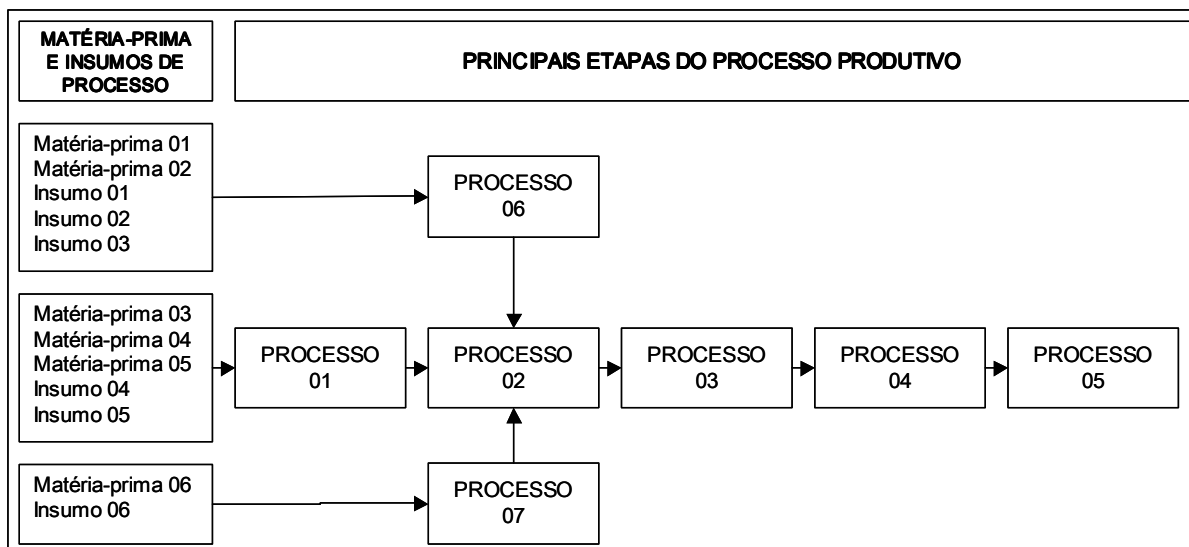 MATÉRIA-PRIMA
E INSUMOS DE
PROCESSO
PRINCIPAIS ETAPAS DO PROCESSO PRODUTIVO
Matéria-prima 01
Matéria-prima 02
Insumo 01
Insumo 02
Insumo 03
PROCESSO
06
Matéria-prima 03
Matéria-prima 04
Matéria-prima 05
Insumo 04
Insumo 05
PROCESSO
01
PROCESSO
02
PROCESSO
03
PROCESSO
04
PROCESSO
05
Matéria-prima 06
Insumo 06
PROCESSO
07